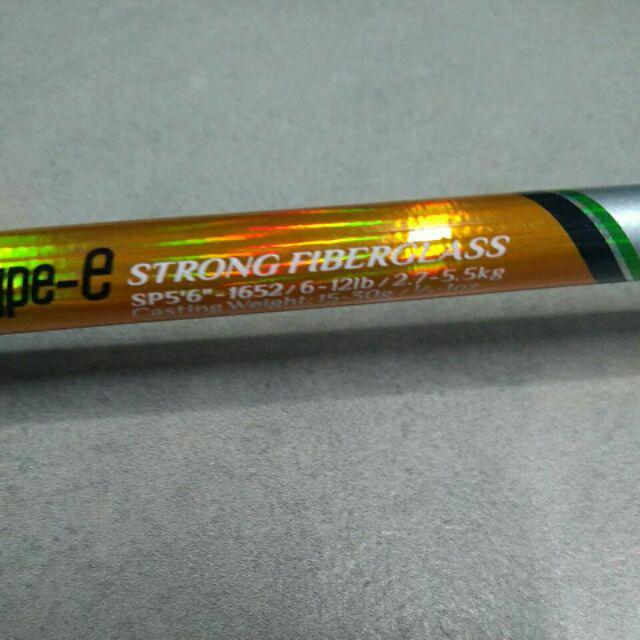 ype-e STRONG FIBERGLASS
SP5'6"-1652/6-12lb/2.7-5.5kg
Casting Weight 15-50g